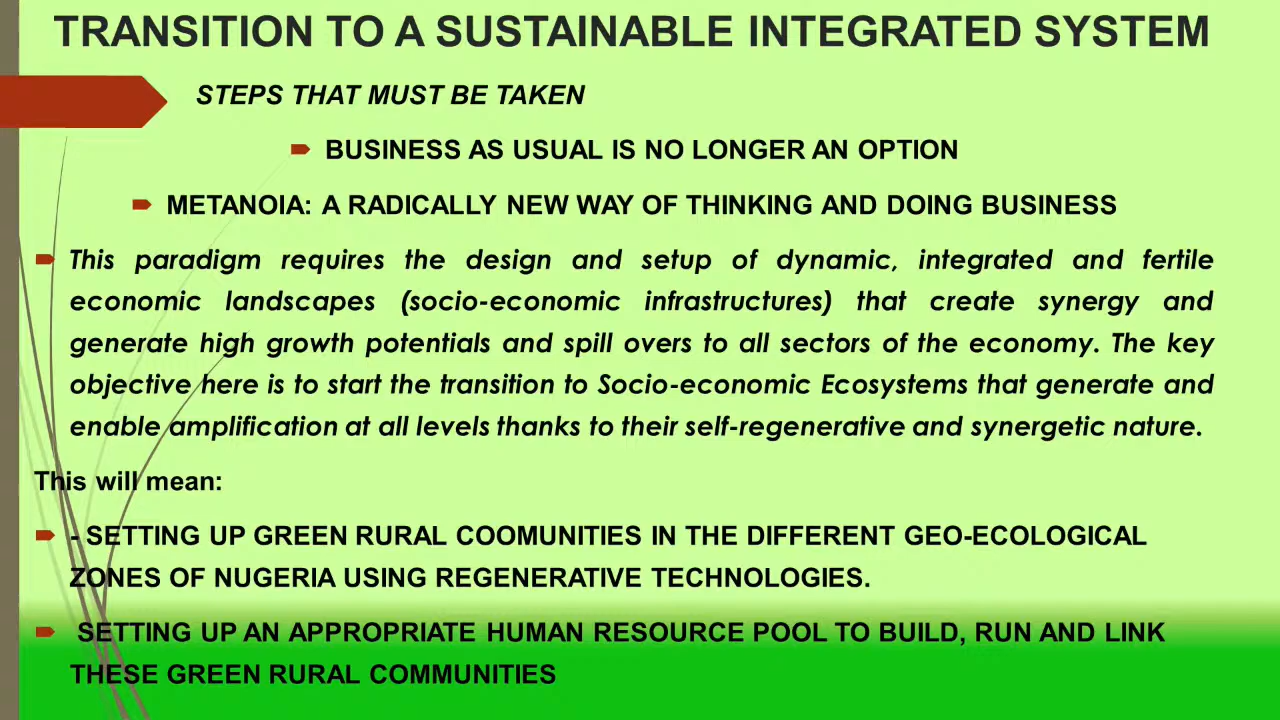 TRANSITION TO A SUSTAINABLE INTEGRATED SYSTEM
STEPS THAT MUST BE TAKEN
BUSINESS AS USUAL IS NO LONGER AN OPTION
METANOIA: A RADICALLY NEW WAY OF THINKING AND DOING BUSINESS
This paradigm requires the design and setup of dynamic, integrated and fertile
economic landscapes (socio-economic infrastructures) that create synergy and
generate high growth potentials and spill overs to all sectors of the economy. The key
objective here is to start the transition to Socio-economic Ecosystems that generate and
enable amplification at all levels thanks to their self-regenerative and synergetic nature.
This will mean:
- SETTING UP GREEN RURAL COOMUNITIES IN THE DIFFERENT GEO-ECOLOGICAL
ZONES OF NUGERIA USING REGENERATIVE TECHNOLOGIES.
SETTING UP AN APPROPRIATE HUMAN RESOURCE POOL TO BUILD, RUN AND LINK
THESE GREEN RURAL COMMUNITIES